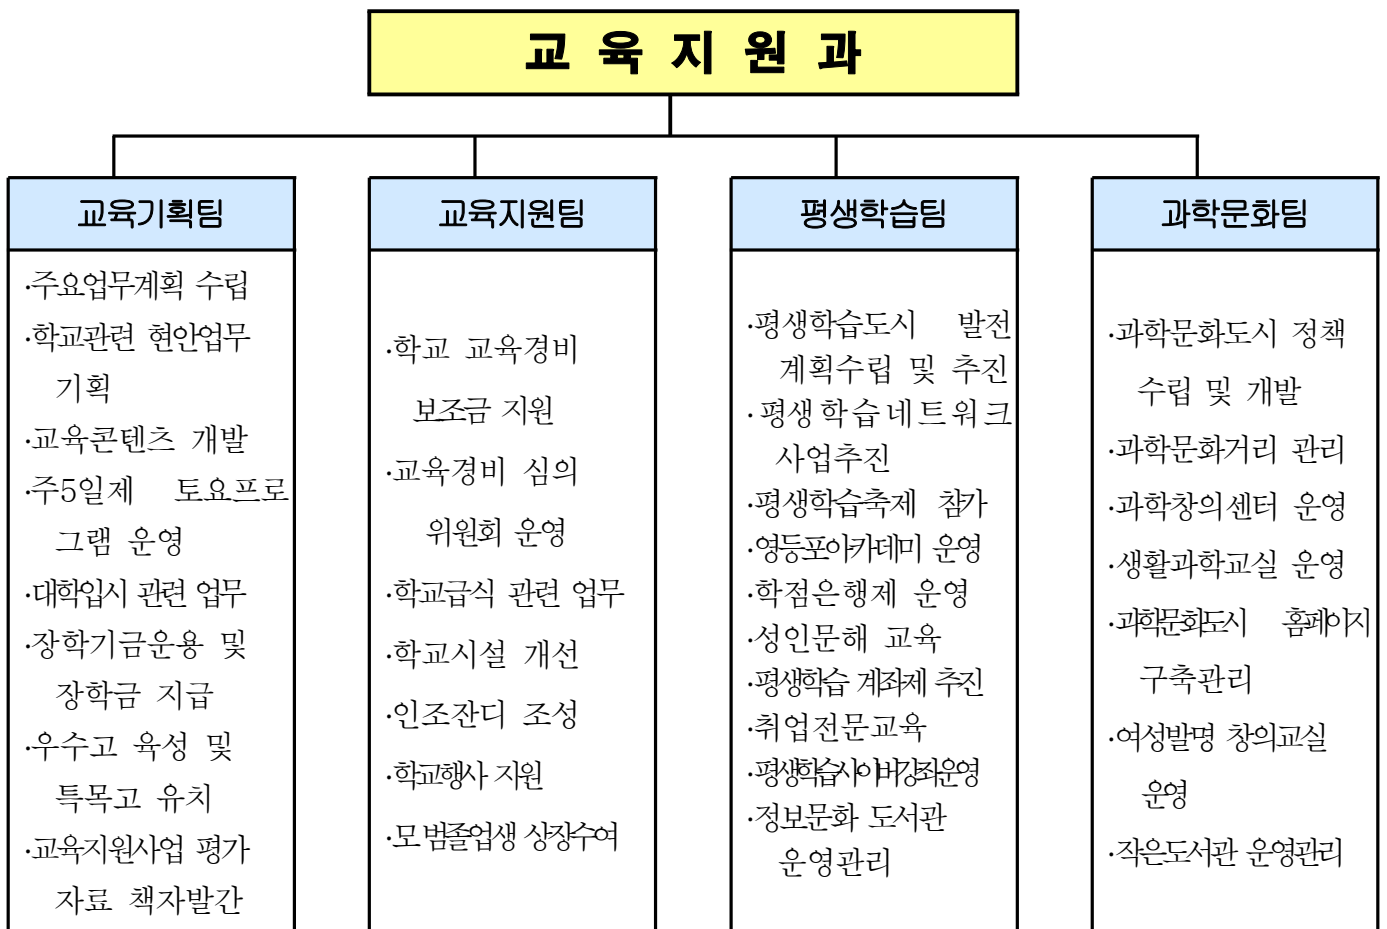 교 육 지 원 과
교육기획팀
·주요업무계획 수립
·학교관련 현안업무
기획
·교육콘텐츠 개발
·주5일제 토요프로
그램 운영
·대학입시 관련 업무
·장학기금운용 및
장학금 지급
·우수고 육성 및
특목고 유치
·교육지원사업 평가
자료 책자발간
교육지원팀
·학교 교육경비
보조금 지원
·교육경비 심의
위원회 운영
·학교급식 관련 업무
·학교시설 개선
·인조잔디 조성
·학교행사 지원
·모범졸업생 상장수여
평생학습팀
·평생학습도시 발전
계획수립 및 추진
·평생학습네트워크
사업추진
·평생학습축제 참가
·영등포아카데미 운영
·학점은행제 운영
·성인문해 교육
·평생학습 계좌제 추진
·취업전문교육
·평생학습사이버강좌운영
·정보문화 도서관
운영관리
과학문화팀
·과학문화도시 정책
수립 및 개발
·과학문화거리 관리
·과학창의센터 운영
·생활과학교실 운영
·과학문화도시 홈페이지
구축관리
·여성발명 창의교실
운영
·작은도서관 운영관리